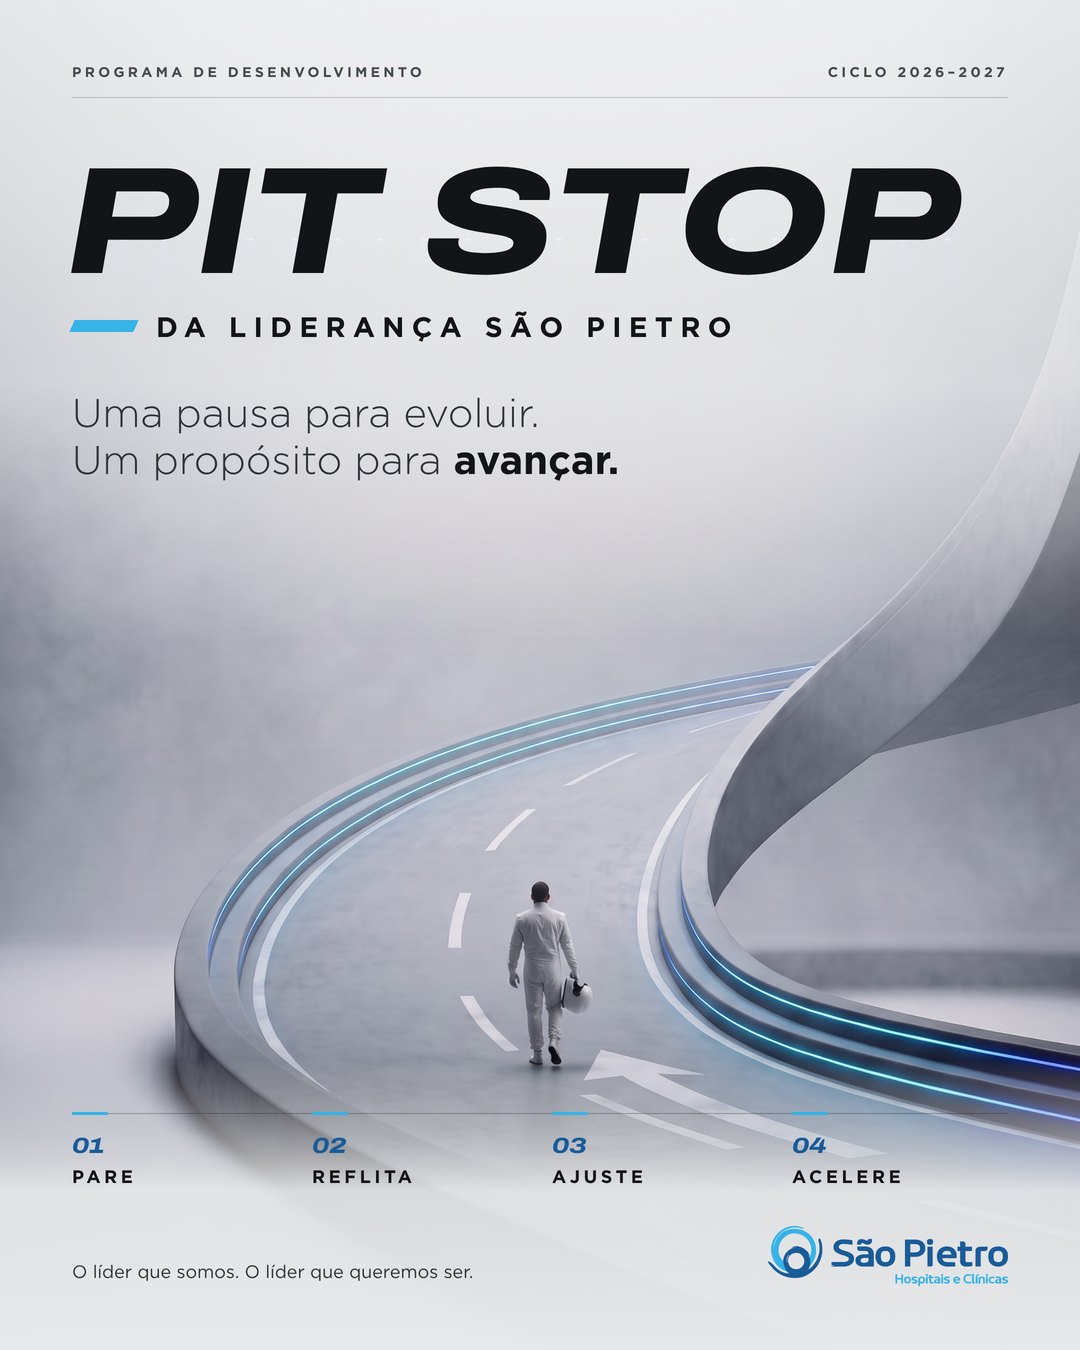 PROGRAMA DE DESENVOLVIMENTO
CICLO 2026-2027
PIT STOP
DA LIDERANÇA SÃO PIETRO
Uma pausa para evoluir.
Um propósito para avançar.
01
PARE
02
REFLITA
03
AJUSTE
04
ACELERE
O líder que somos. O líder que queremos ser.
São Pietro
Hospitais e Clínicas